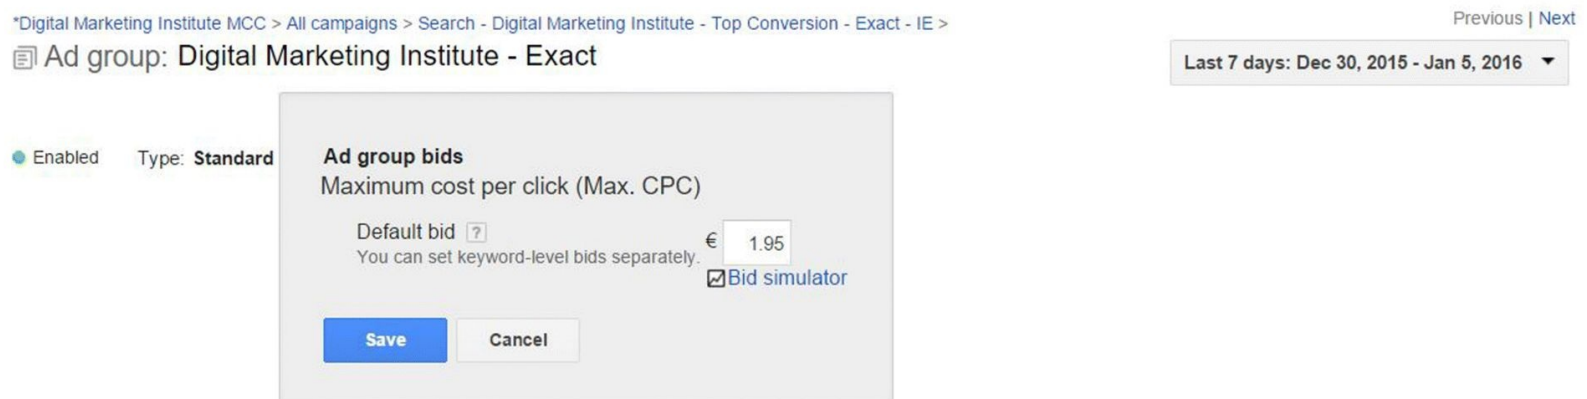 *Digital Marketing Institute MCC > All campaigns > Search - Digital Marketing Institute - Top Conversion - Exact - IE >
Previous | Next
Ad group: Digital Marketing Institute - Exact
Last 7 days: Dec 30, 2015 - Jan 5, 2016
Enabled Type: Standard
Ad group bids
Maximum cost per click (Max. CPC)
Default bid ?
€ 1.95
You can set keyword-level bids separately.
Bid simulator
Save Cancel